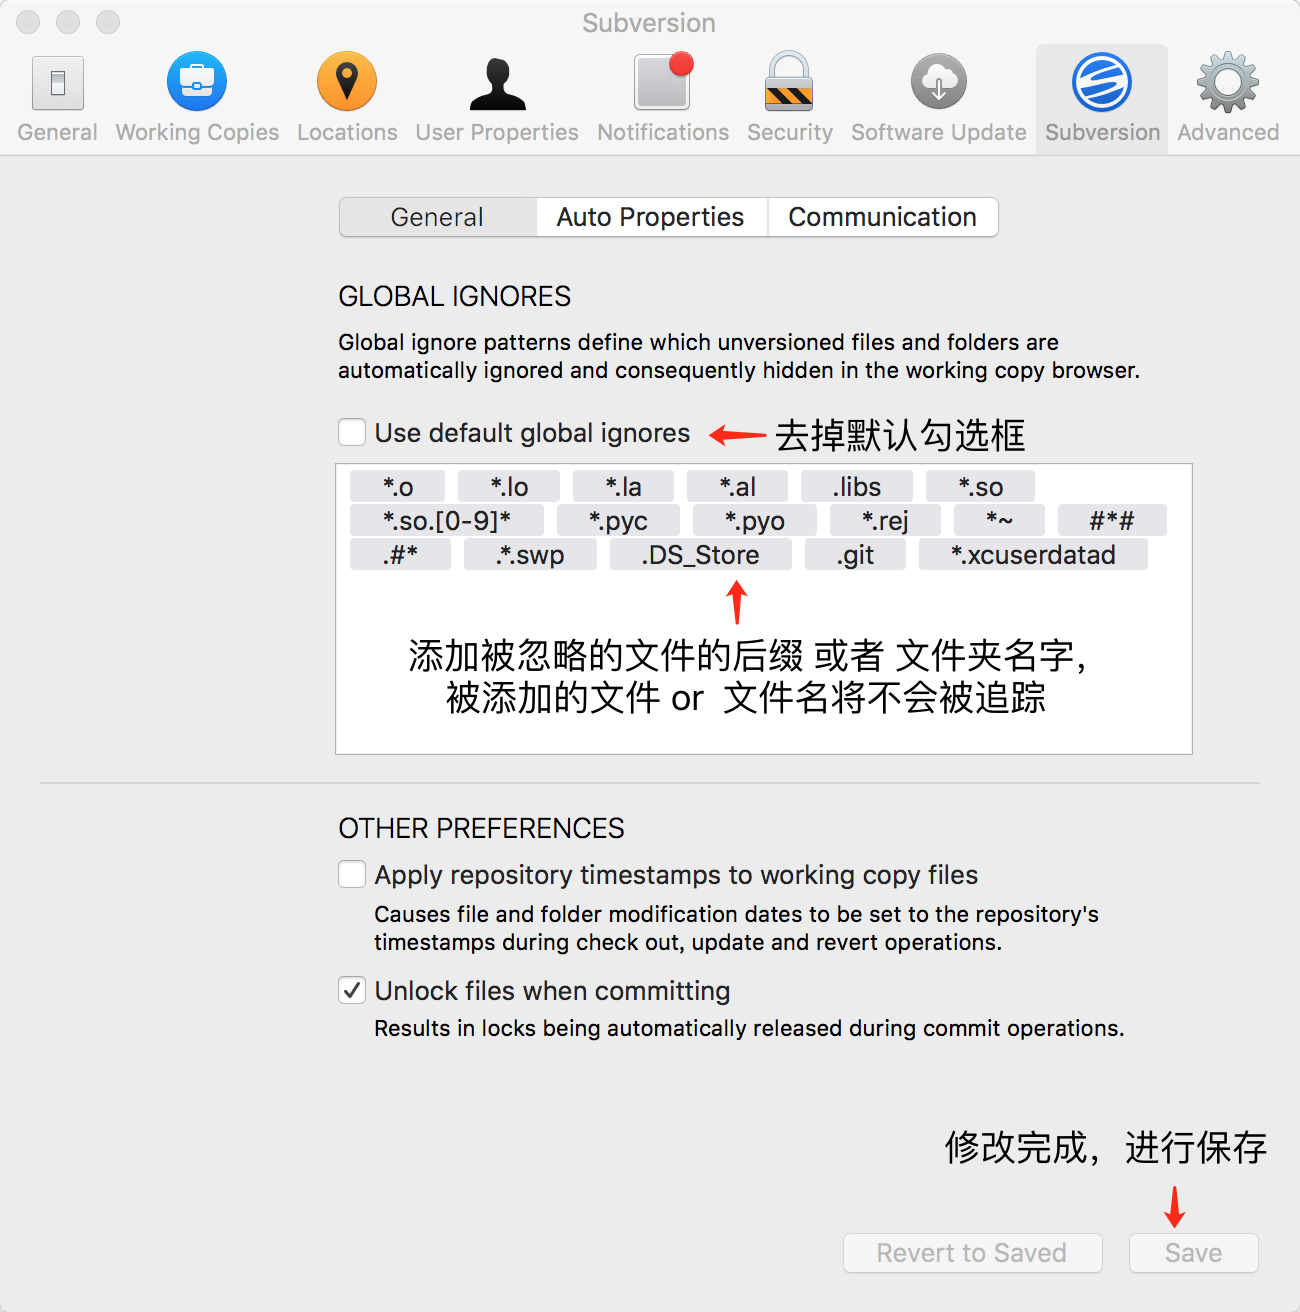 Subversion
General Working Copies Locations User Properties Notifications Security Software Update Subversion Advanced
General Auto Properties Communication
GLOBAL IGNORES
Global ignore patterns define which unversioned files and folders are
automatically ignored and consequently hidden in the working copy browser.
Use default global ignores 去掉默认勾选框
*.o *.lo *.la *.al .libs *.so
*.so.[0-9]* *.pyc *.pyo *.rej *~ #*#
.#* .*.swp .DS_Store .git *.xcuserdatad
添加被忽略的文件的后缀 或者 文件夹名字，
被添加的文件 or 文件名将不会被追踪
OTHER PREFERENCES
Apply repository timestamps to working copy files
Causes file and folder modification dates to be set to the repository's
timestamps during check out, update and revert operations.
Unlock files when committing
Results in locks being automatically released during commit operations.
修改完成，进行保存
Revert to Saved Save